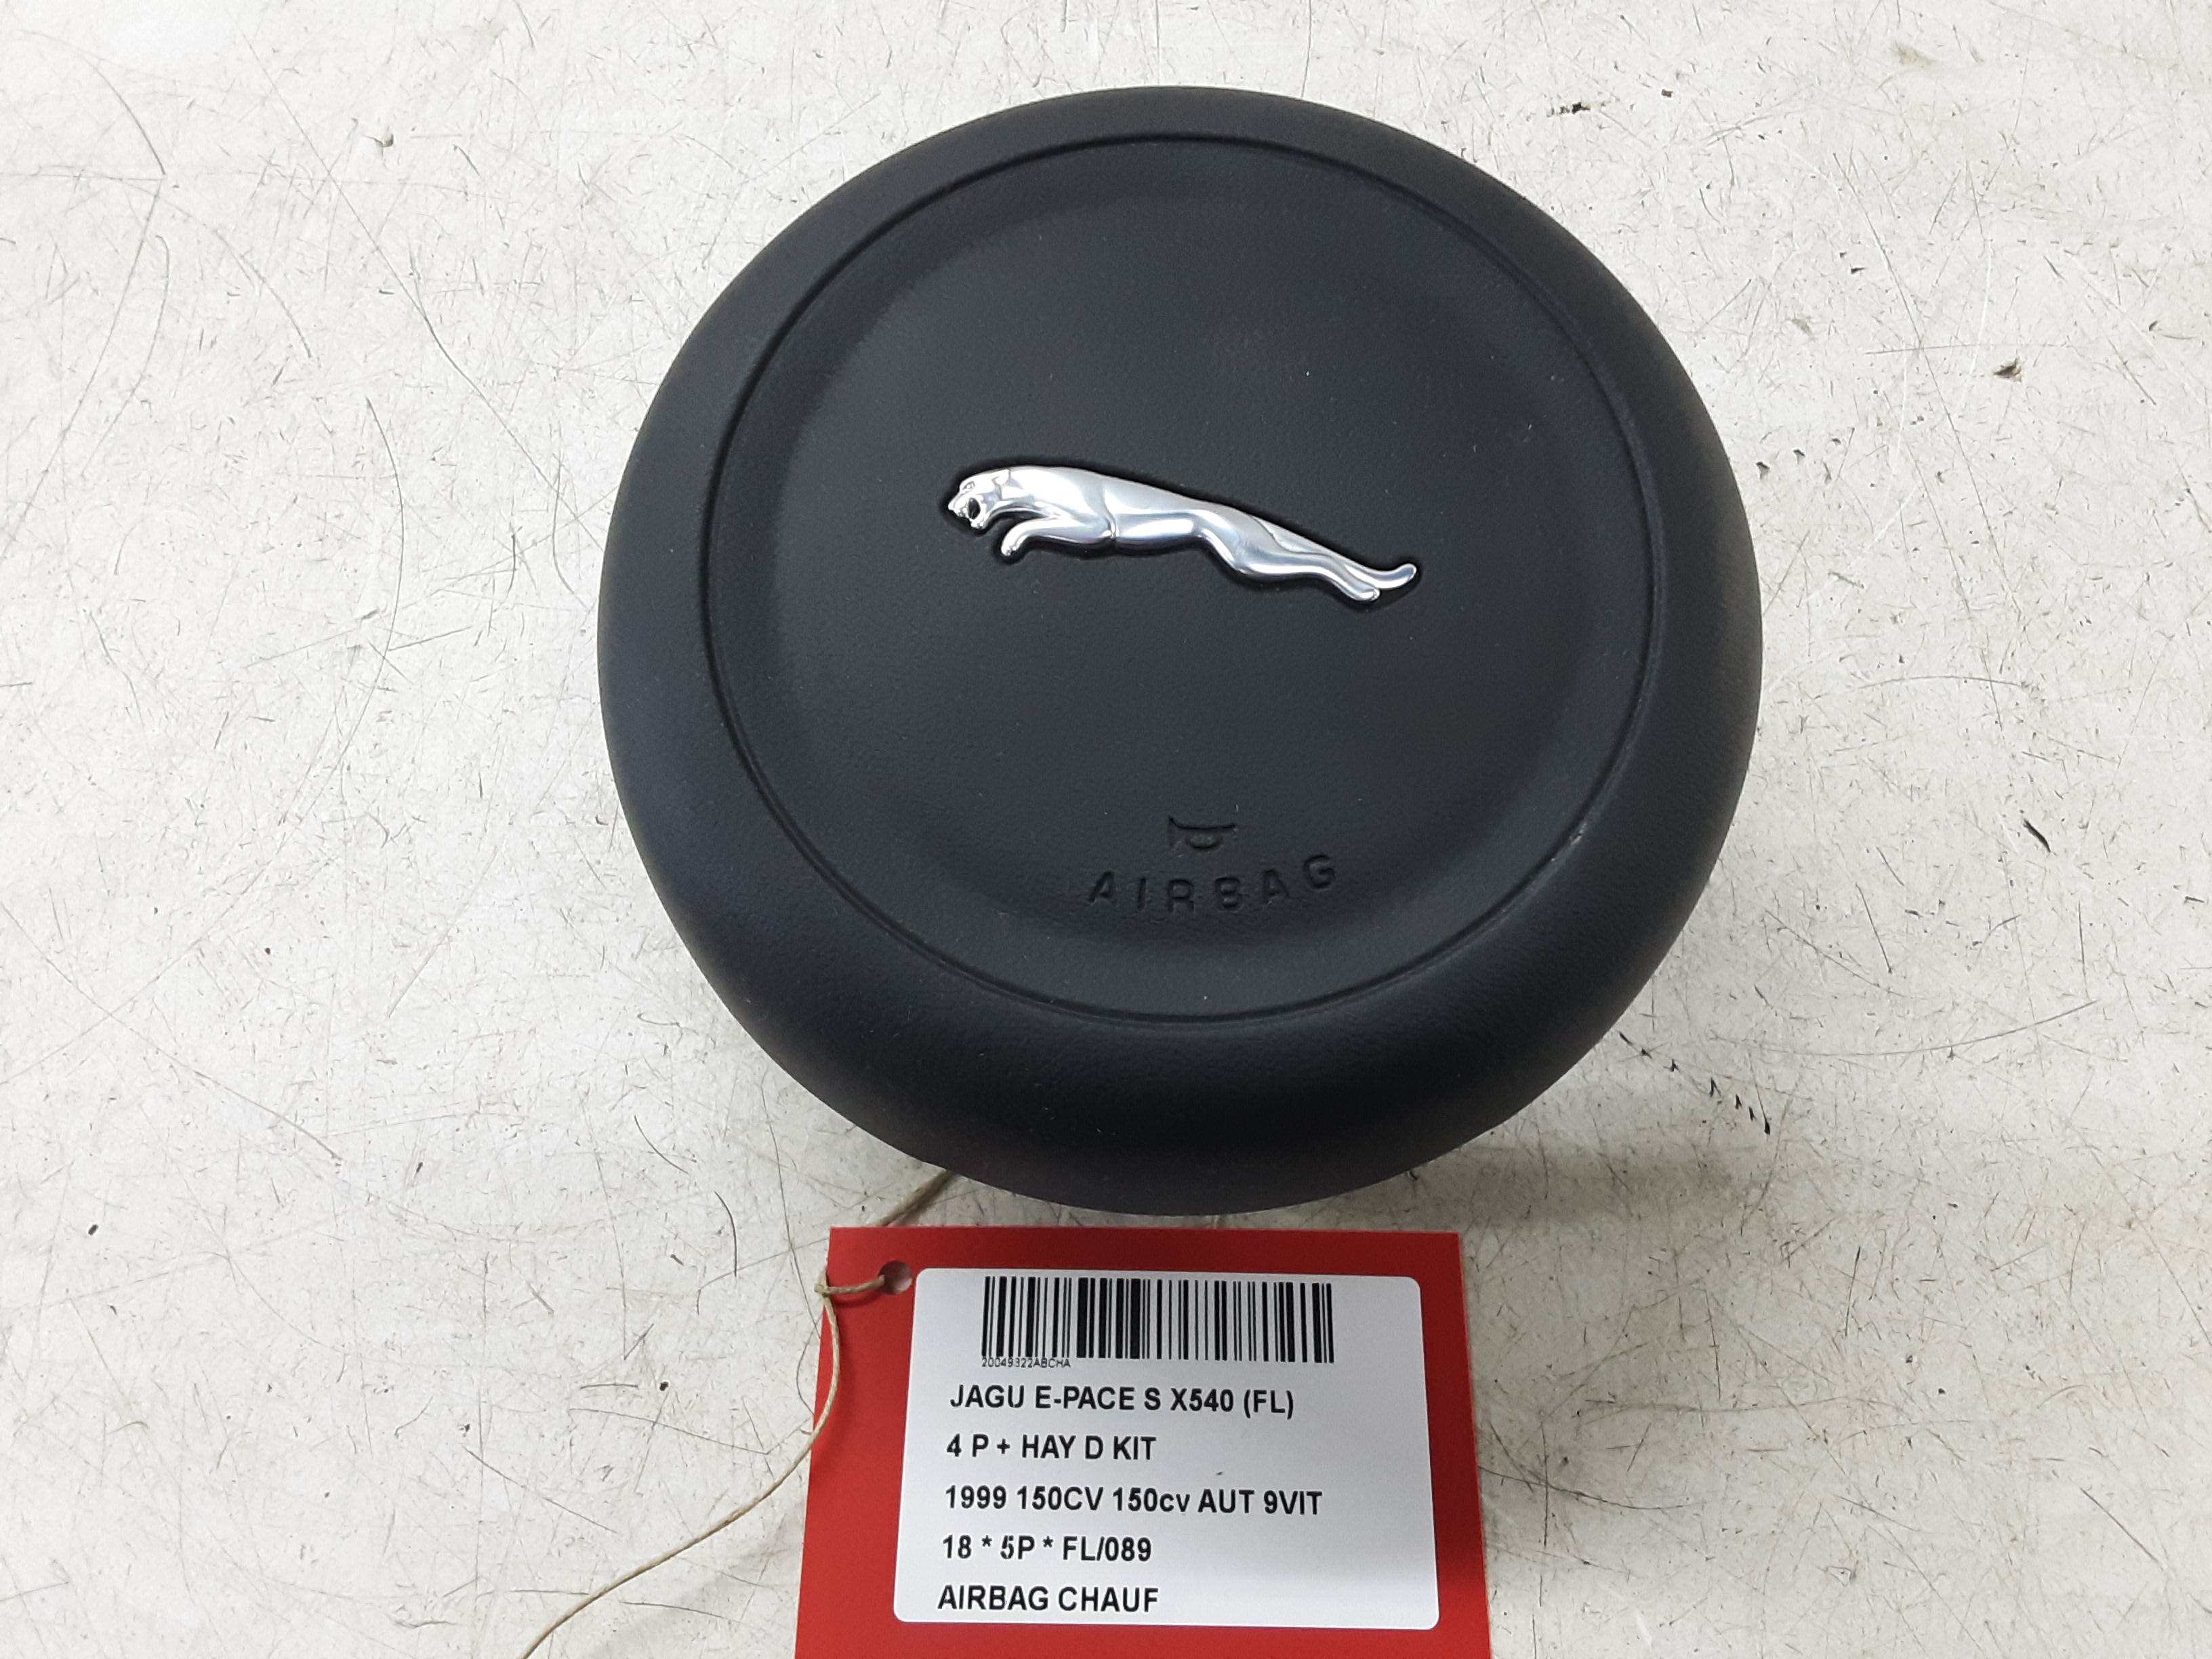 AIRBAG
20049322ABCHA
JAGU E-PACE S X540 (FL)
4 P + HAY D KIT
1999 150CV 150cv AUT 9VIT
18 * 5P * FL/089
AIRBAG CHAUF